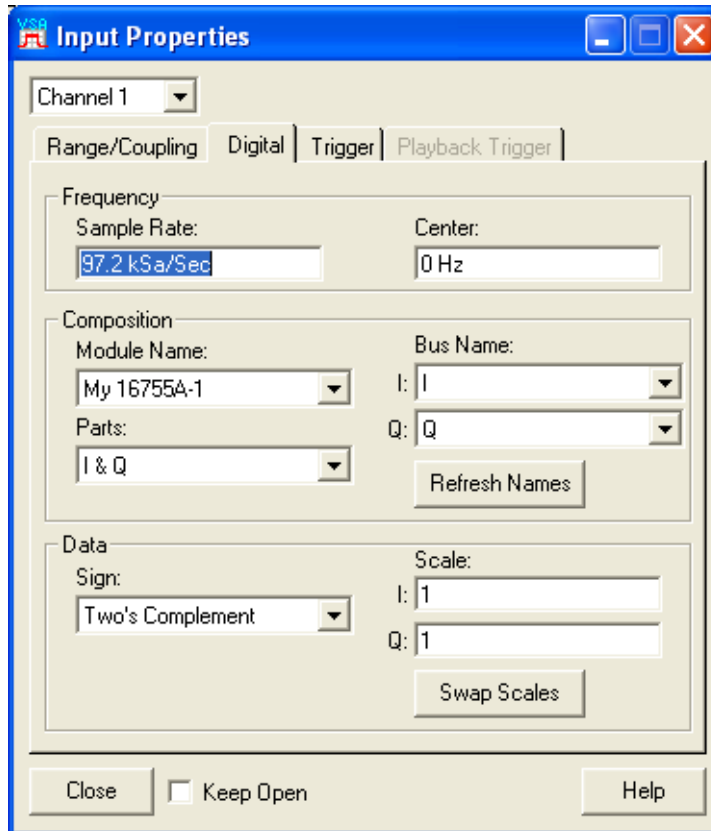 VSA Input Properties
Channel 1
Range/Coupling Digital Trigger Playback Trigger
Frequency
Sample Rate: Center:
97.2 kSa/Sec 0 Hz
Composition
Module Name: Bus Name:
My 16755A-1 I: I
Parts: Q: Q
I & Q
Refresh Names
Data
Sign: Scale:
Two's Complement I: 1
Q: 1
Swap Scales
Close Keep Open Help